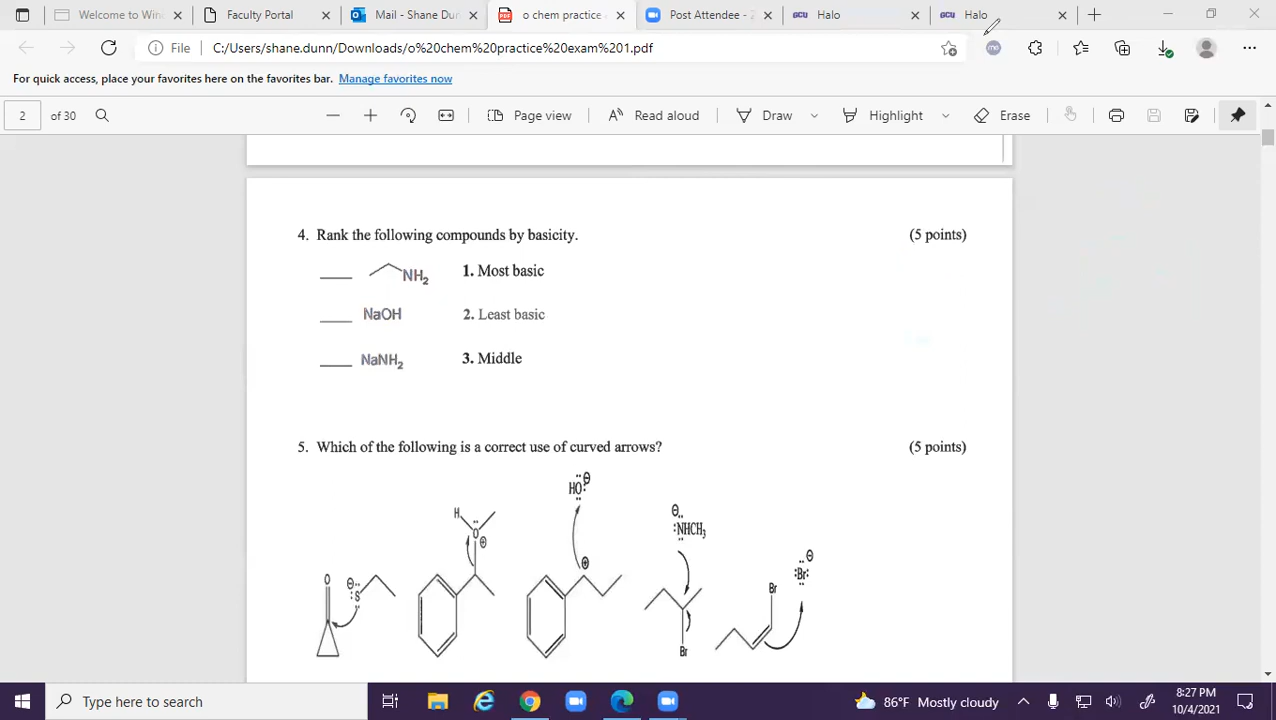 Welcome to Win
Faculty Portal
Mail - Shane Dun
o chem practice e
Post Attendee -
GCU Halo
GCU Halo
File C:/Users/shane.dunn/Downloads/o%20chem%20practice%20exam%201.pdf
For quick access, place your favorites here on the favorites bar. Manage favorites now
2 of 30
Page view
Read aloud
Draw
Highlight
Erase
4. Rank the following compounds by basicity. (5 points)
NH2 1. Most basic
NaOH 2. Least basic
NaNH2 3. Middle
5. Which of the following is a correct use of curved arrows? (5 points)
HO
H
NHCH3
O
Br
O
S
Br
Br
Type here to search
86°F Mostly cloudy
8:27 PM
10/4/2021